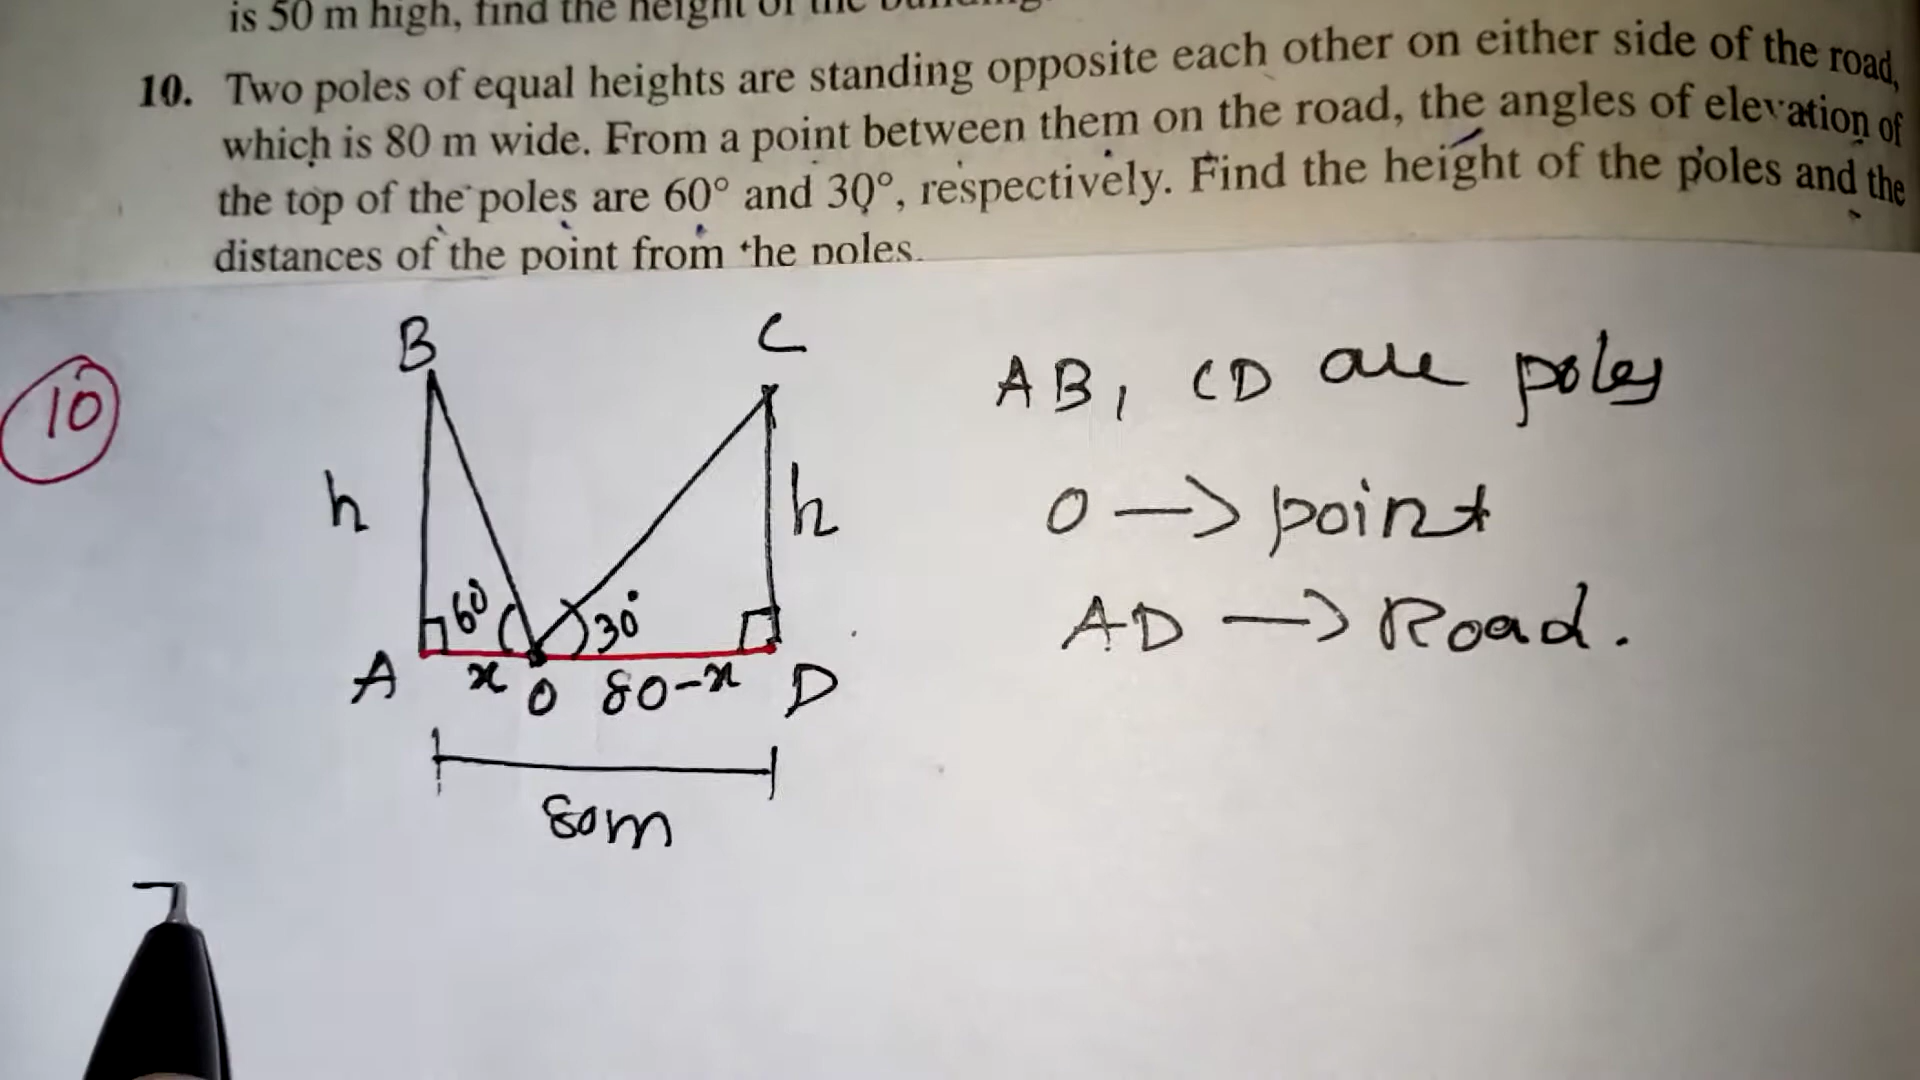 is 50 m high, find the height of the building.
10. Two poles of equal heights are standing opposite each other on either side of the road,
which is 80 m wide. From a point between them on the road, the angles of elevation of
the top of the poles are 60° and 30°, respectively. Find the height of the poles and the
distances of the point from the poles.
10
B C
AB, CD are poles
h h
O → point
60° 30°
AD → Road.
A x O 80-x D
80m